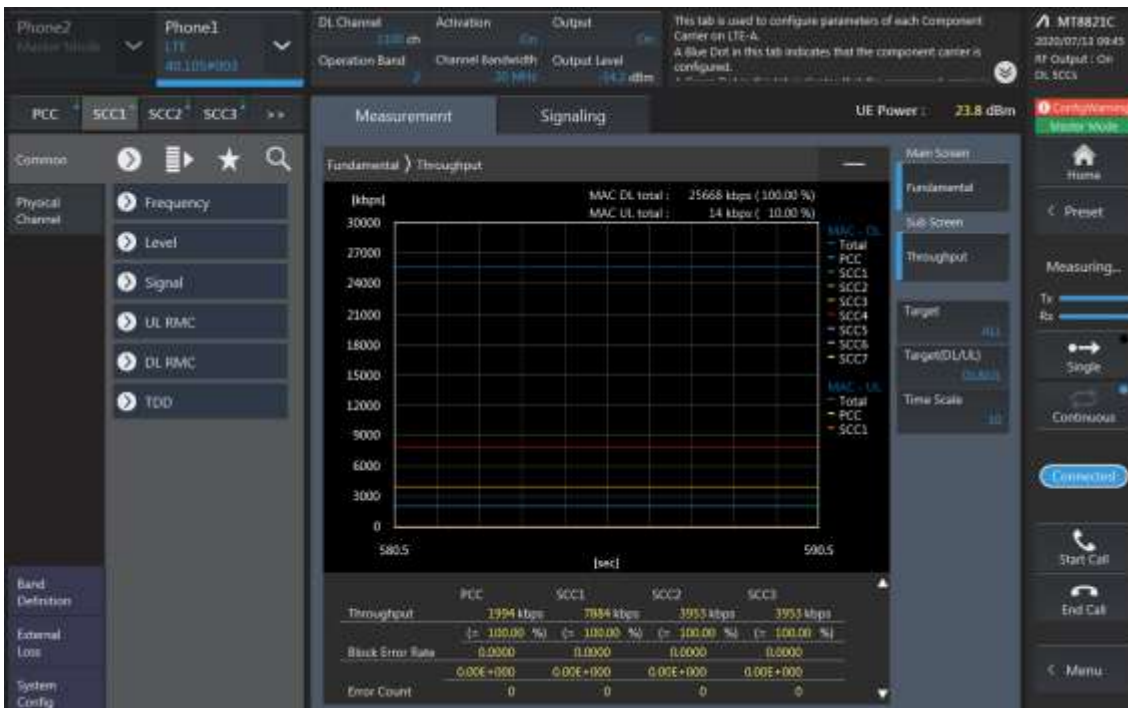 Phone2
Master Mode
Phone1
LTE
DL Channel
1100 ch
Activation
On
Output
On
Operation Band
2
Channel Bandwidth
20 MHz
Output Level
dBm
This tab is used to configure parameters of each Component
Carrier on LTE-A.
A Blue Dot in this tab indicates that the component carrier is
configured.
MT8821C
2020/07/13 09:45
RF Output : On
DL SCCs
PCC
SCC1
SCC2
SCC3
>>
Measurement
Signaling
UE Power :
23.8 dBm
ConfigWarning
Master Mode
Common
Physical
Channel
Frequency
Level
Signal
UL RMC
DL RMC
TDD
Band
Definition
External
Loss
System
Config
Fundamental ❭ Throughput
[kbps]
MAC DL total : 25668 kbps ( 100.00 %)
MAC UL total : 14 kbps ( 10.00 %)
30000
27000
24000
21000
18000
15000
12000
9000
6000
3000
0
580.5
590.5
[sec]
MAC - DL
Total
PCC
SCC1
SCC2
SCC3
SCC4
SCC5
SCC6
SCC7
MAC - UL
Total
PCC
SCC1
PCC SCC1 SCC2 SCC3
Throughput 1994 kbps 7884 kbps 3953 kbps 3953 kbps
(= 100.00 %) (= 100.00 %) (= 100.00 %) (= 100.00 %)
Block Error Rate 0.0000 0.0000 0.0000 0.0000
0.00E+000 0.00E+000 0.00E+000 0.00E+000
Error Count 0 0 0 0
Main Screen
Fundamental
Sub Screen
Throughput
Target
ALL
Target(DL/UL)
DL&UL
Time Scale
10
Home
< Preset
Measuring...
Tx
Rx
Single
Continuous
Connected
Start Call
End Call
< Menu